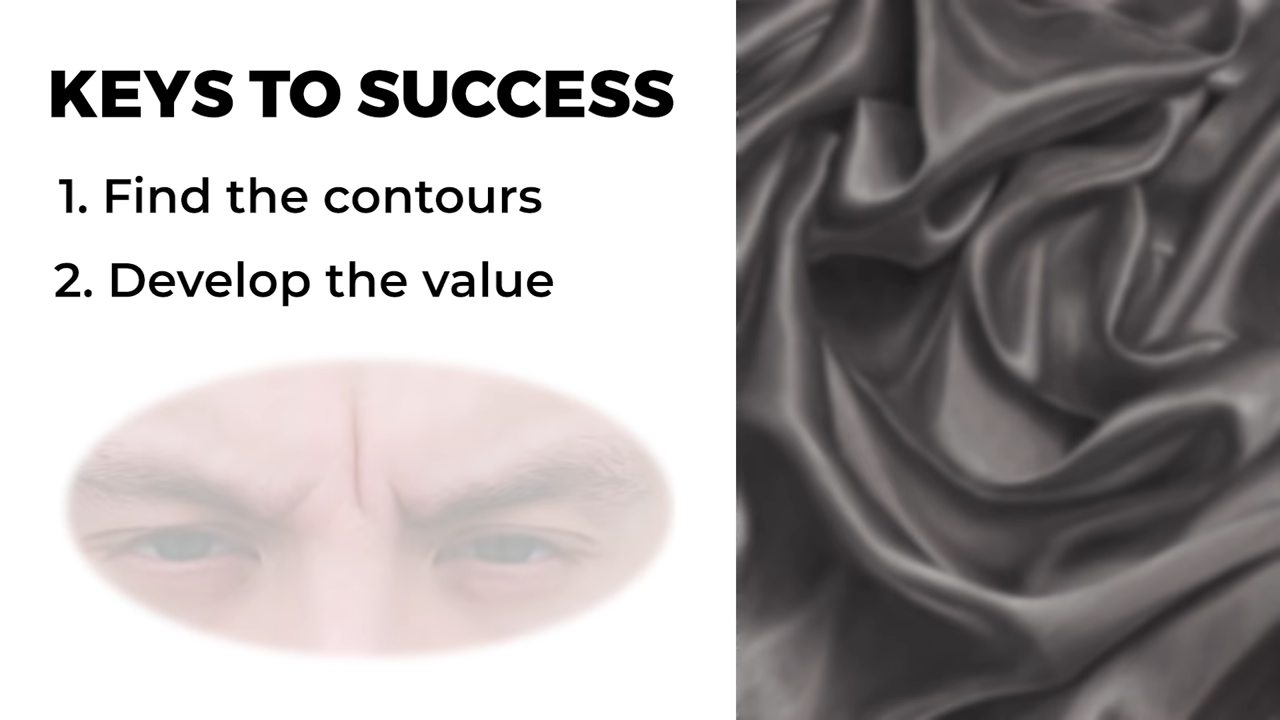 KEYS TO SUCCESS
1. Find the contours
2. Develop the value